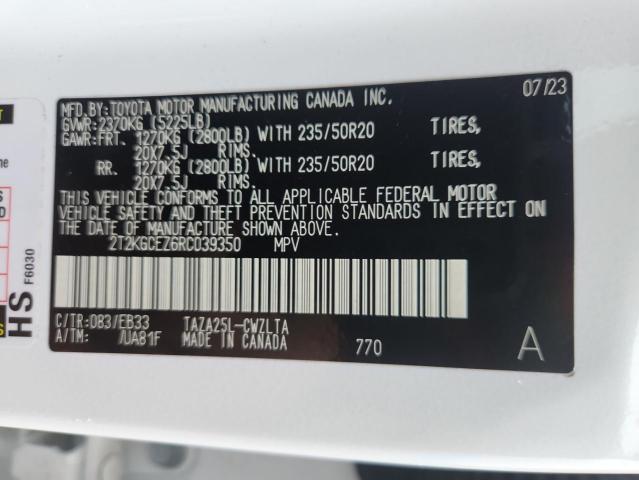 07/23
MFD.BY:TOYOTA MOTOR MANUFACTURING CANADA INC.
GVWR:2370KG (5225LB)
GAWR:FRT. 1270KG (2800LB) WITH 235/50R20 TIRES,
20X7.5J RIMS.
RR. 1270KG (2800LB) WITH 235/50R20 TIRES,
20X7.5J RIMS.
THIS VEHICLE CONFORMS TO ALL APPLICABLE FEDERAL MOTOR
VEHICLE SAFETY AND THEFT PREVENTION STANDARDS IN EFFECT ON
THE DATE OF MANUFACTURE SHOWN ABOVE.
2T2KGCEZ6RC039350 MPV
C/TR:083/EB33 TAZA25L-CWZLTA
A/TM: /UA81F MADE IN CANADA 770 A
HS F6030